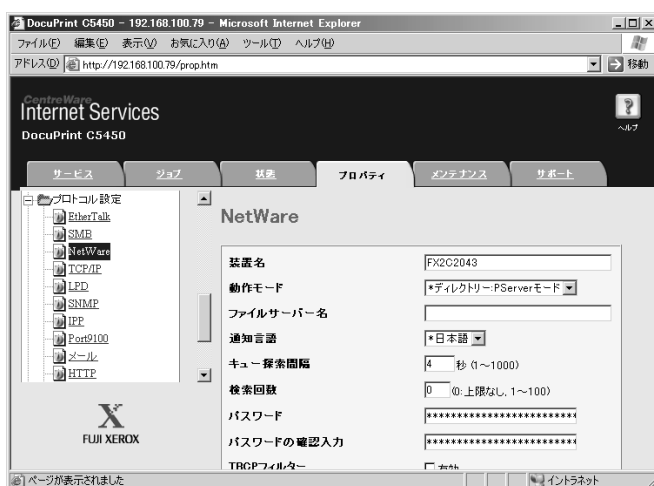 DocuPrint C5450 - 192.168.100.79 - Microsoft Internet Explorer
ファイル(F) 編集(E) 表示(V) お気に入り(A) ツール(T) ヘルプ(H)
アドレス(D) http://192.168.100.79/prop.htm 移動
CentreWare
Internet Services
DocuPrint C5450
ヘルプ
サービス ジョブ 状態 プロパティ メンテナンス サポート
プロトコル設定
EtherTalk
SMB
NetWare
TCP/IP
LPD
SNMP
IPP
Port9100
メール
HTTP
FUJI XEROX
NetWare
装置名 FX2C2043
動作モード *ディレクトリー:PServerモード
ファイルサーバー名
通知言語 *日本語
キュー探索間隔 4 秒 (1～1000)
検索回数 0 (0: 上限なし, 1～100)
パスワード ************************
パスワードの確認入力 ************************
TBCPフィルター 有効
ページが表示されました イントラネット